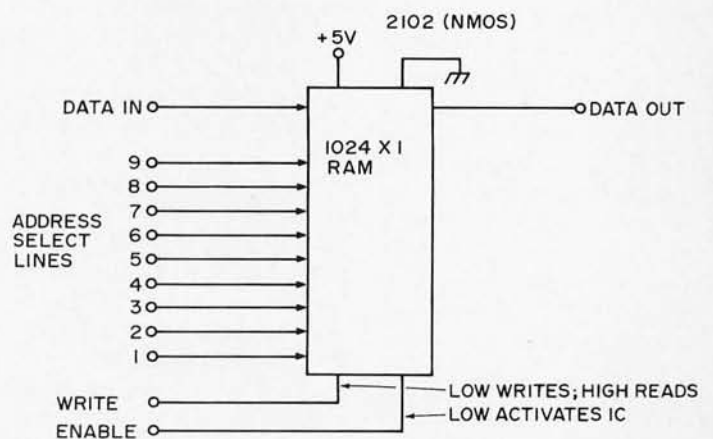 2102 (NMOS)
+5V
DATA IN
DATA OUT
1024 X 1
RAM
9
8
7
6
5
4
3
2
1
ADDRESS
SELECT
LINES
WRITE
ENABLE
LOW WRITES; HIGH READS
LOW ACTIVATES IC